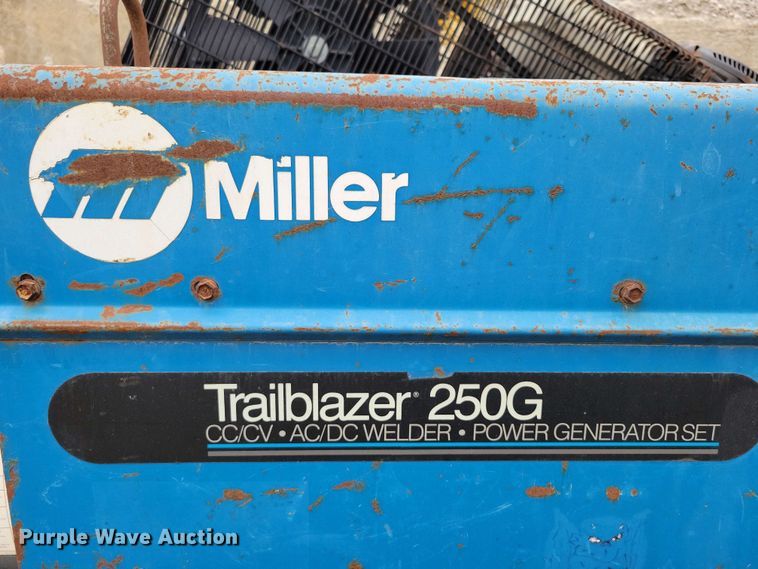 Miller
Trailblazer® 250G
CC/CV • AC/DC WELDER • POWER GENERATOR SET
Purple Wave Auction